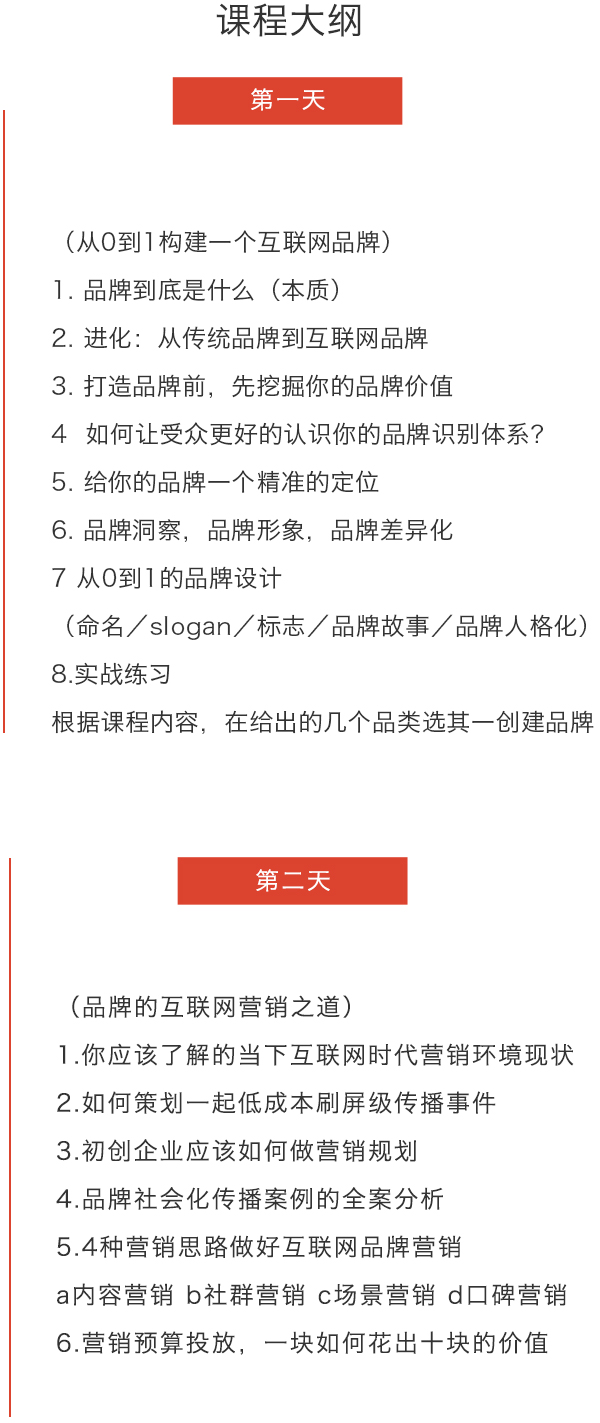 课程大纲
第一天
（从0到1构建一个互联网品牌）
1. 品牌到底是什么（本质）
2. 进化：从传统品牌到互联网品牌
3. 打造品牌前，先挖掘你的品牌价值
4  如何让受众更好的认识你的品牌识别体系？
5. 给你的品牌一个精准的定位
6. 品牌洞察，品牌形象，品牌差异化
7 从0到1的品牌设计
（命名／slogan／标志／品牌故事／品牌人格化）
8.实战练习
根据课程内容，在给出的几个品类选其一创建品牌
第二天
（品牌的互联网营销之道）
1.你应该了解的当下互联网时代营销环境现状
2.如何策划一起低成本刷屏级传播事件
3.初创企业应该如何做营销规划
4.品牌社会化传播案例的全案分析
5.4种营销思路做好互联网品牌营销
a内容营销 b社群营销 c场景营销 d口碑营销
6.营销预算投放，一块如何花出十块的价值